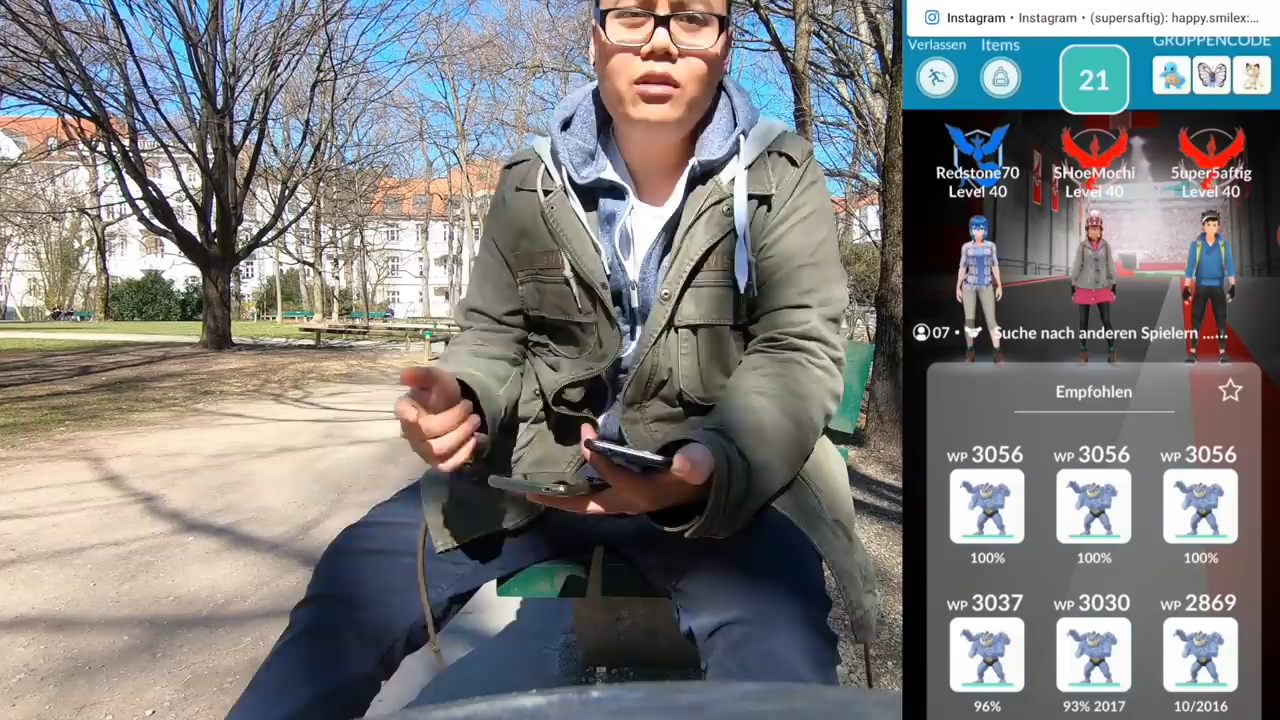 Instagram • Instagram • (supersaftig): happy.smilex:...
Verlassen
Items
21
GRUPPENCODE
Redstone70
Level 40
SHoeMochi
Level 40
5uper5aftig
Level 40
07 •
Suche nach anderen Spielern ......
Empfohlen
WP 3056
WP 3056
WP 3056
100%
100%
100%
WP 3037
WP 3030
WP 2869
96%
93% 2017
10/2016